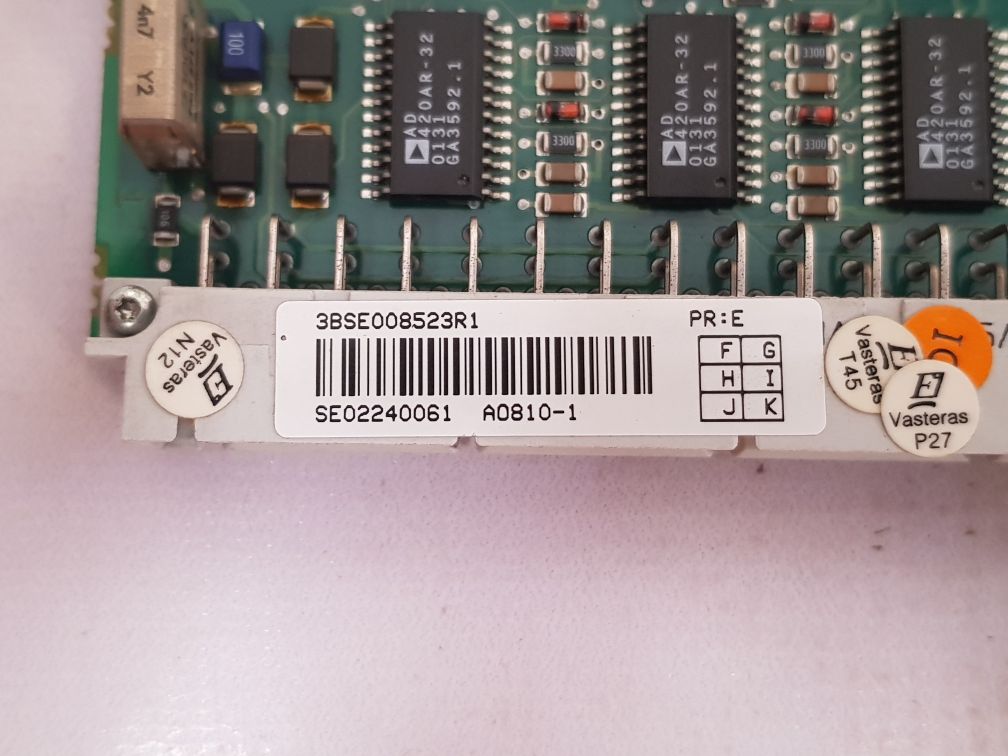 4n7 Y2
100
AD
420AR-32
0131
GA3592.1
3300
3300
AD
420AR-32
0131
GA3592.1
3300
3300
AD
420AR-32
0131
GA3592.1
3BSE008523R1
PR:E
F G
H I
J K
SE02240061 AO810-1
Vasteras
N12
E
Vasteras
T45
E
E
Vasteras
P27